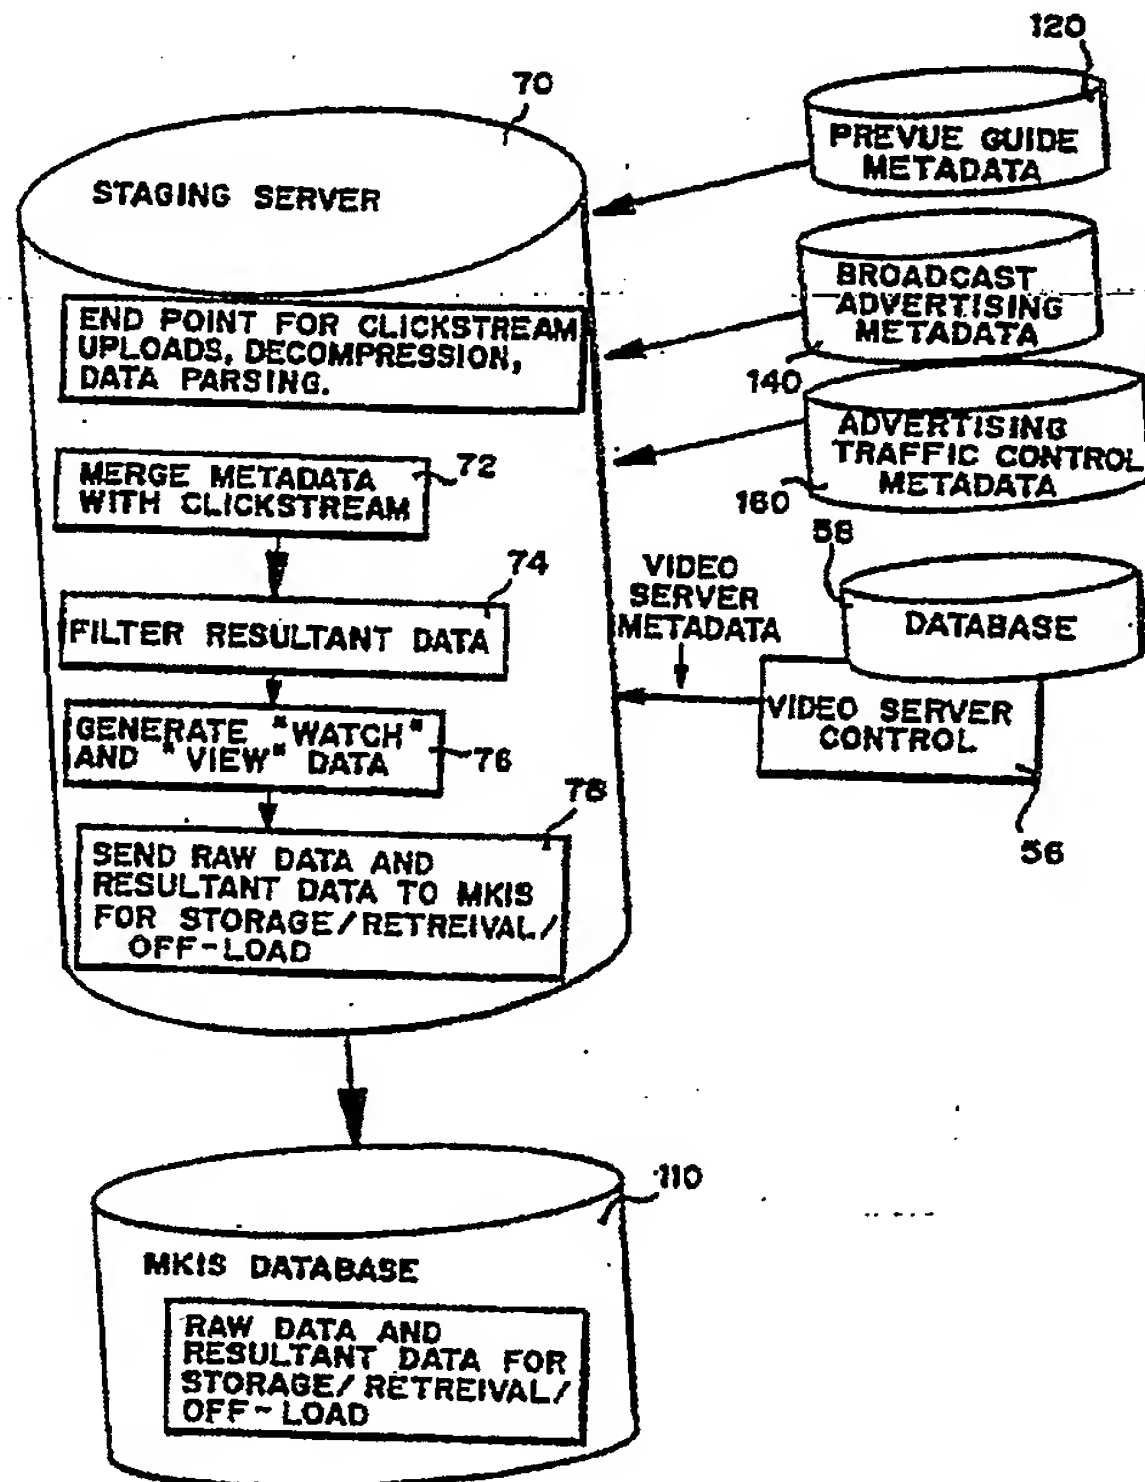 120
70
PREVUE GUIDE
METADATA
STAGING SERVER
BROADCAST
ADVERTISING
METADATA
140
END POINT FOR CLICKSTREAM
UPLOADS, DECOMPRESSION,
DATA PARSING.
ADVERTISING
TRAFFIC CONTROL
METADATA
160
MERGE METADATA
WITH CLICKSTREAM
72
58
VIDEO
SERVER
METADATA
DATABASE
74
FILTER RESULTANT DATA
VIDEO SERVER
CONTROL
56
GENERATE "WATCH"
AND "VIEW" DATA
76
78
SEND RAW DATA AND
RESULTANT DATA TO MKIS
FOR STORAGE/RETREIVAL/
OFF-LOAD
110
MKIS DATABASE
RAW DATA AND
RESULTANT DATA FOR
STORAGE/RETREIVAL/
OFF-LOAD